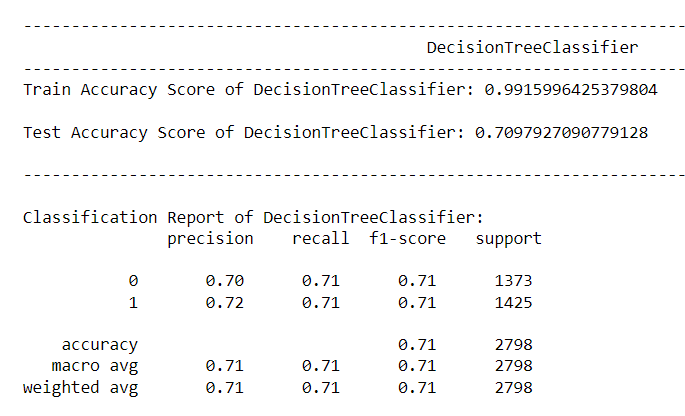 ---------------------------------------------------------------------
DecisionTreeClassifier
---------------------------------------------------------------------
Train Accuracy Score of DecisionTreeClassifier: 0.9915996425379804
Test Accuracy Score of DecisionTreeClassifier: 0.7097927090779128
---------------------------------------------------------------------
Classification Report of DecisionTreeClassifier:
precision recall f1-score support
0 0.70 0.71 0.71 1373
1 0.72 0.71 0.71 1425
accuracy 0.71 2798
macro avg 0.71 0.71 0.71 2798
weighted avg 0.71 0.71 0.71 2798